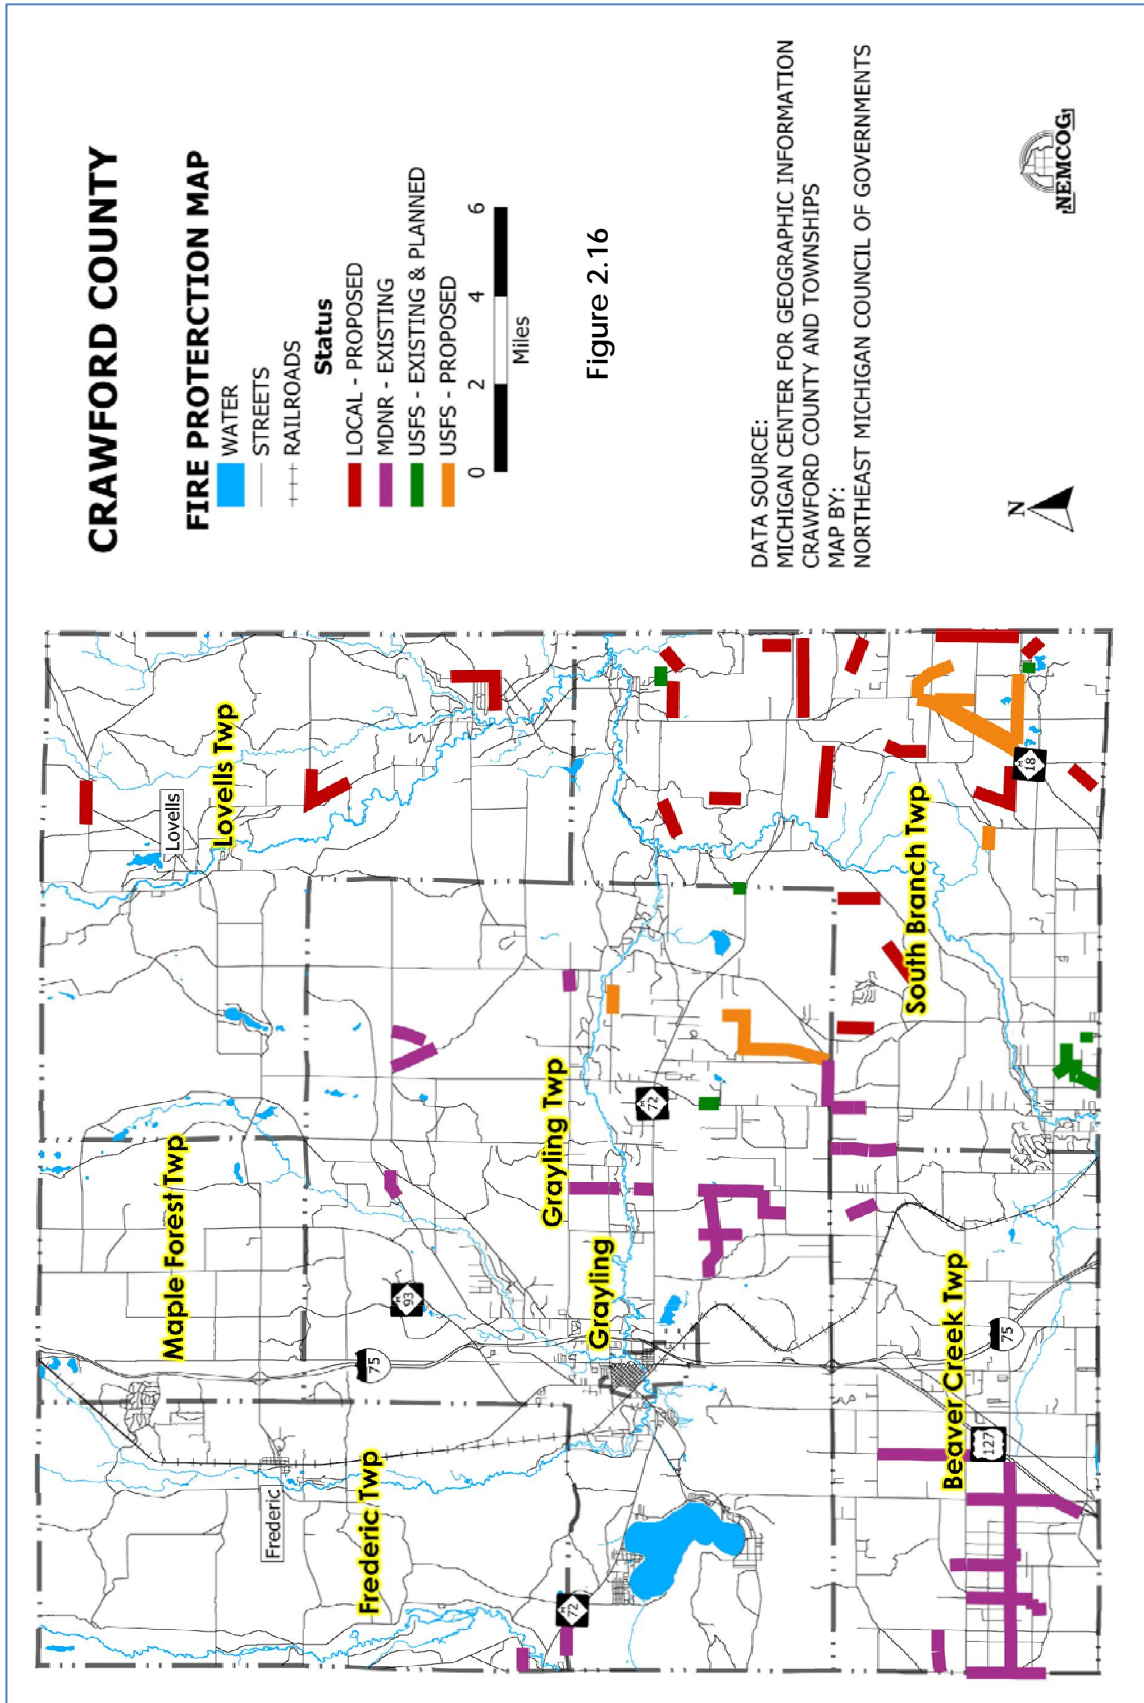 CRAWFORD COUNTY
FIRE PROTERCTION MAP
WATER
STREETS
RAILROADS
Status
LOCAL - PROPOSED
MDNR - EXISTING
USFS - EXISTING & PLANNED
USFS - PROPOSED
0 2 4 6
Miles
Figure 2.16
DATA SOURCE:
MICHIGAN CENTER FOR GEOGRAPHIC INFORMATION
CRAWFORD COUNTY AND TOWNSHIPS
MAP BY:
NORTHEAST MICHIGAN COUNCIL OF GOVERNMENTS
N
NEMCOG
Lovells
Lovells Twp
Maple Forest Twp
Frederic
Frederic Twp
75
M
93
M
72
Grayling Twp
Grayling
M
72
South Branch Twp
M
18
Beaver Creek Twp
127
75